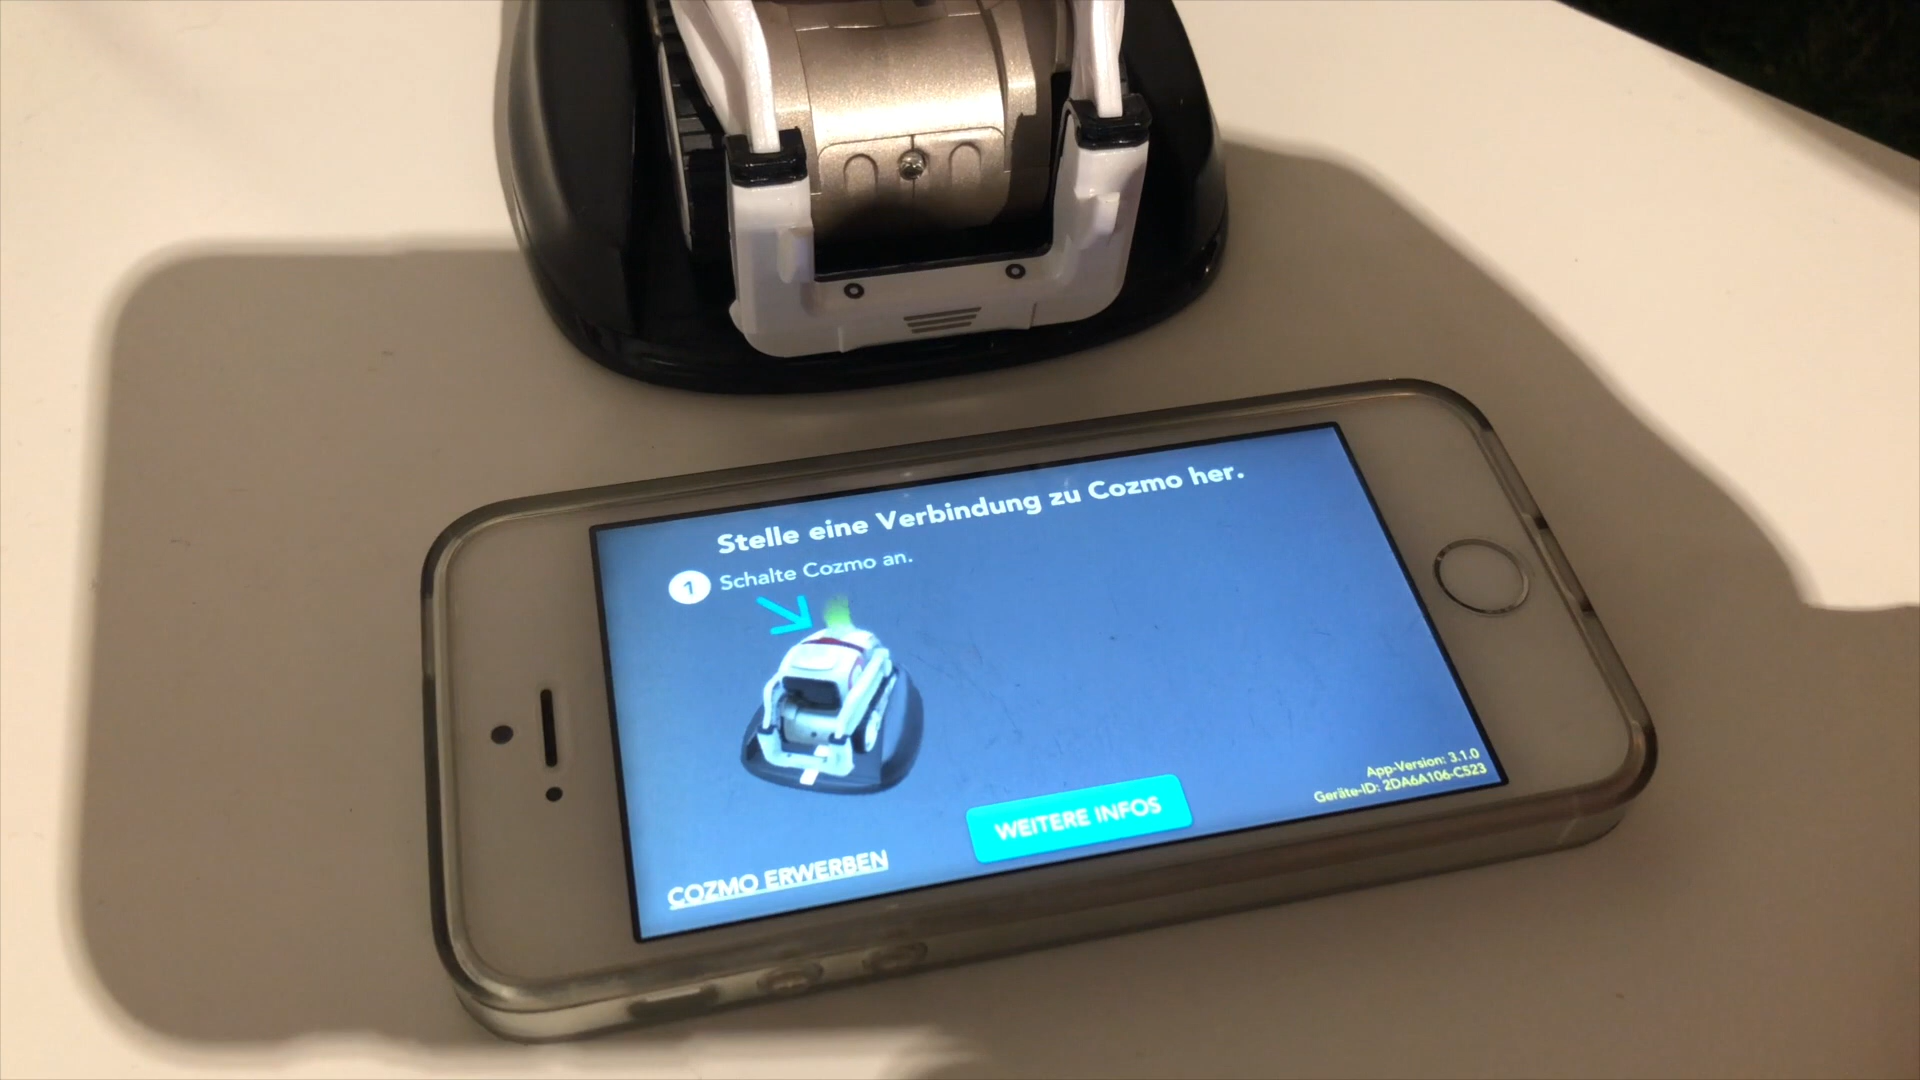 Stelle eine Verbindung zu Cozmo her.
1 Schalte Cozmo an.
App-Version: 3.1.0
Geräte-ID: 2DA6A106-C523
WEITERE INFOS
COZMO ERWERBEN